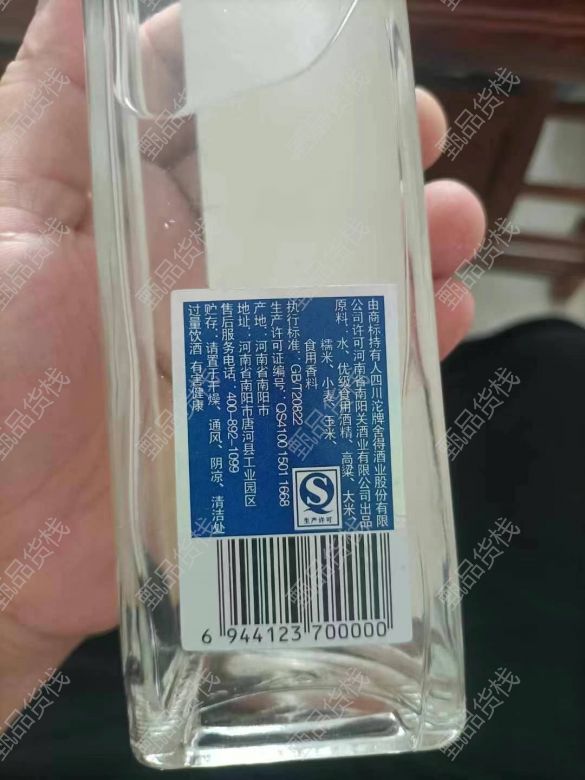 由商标持有人四川沱牌舍得酒业股份有限
公司许可河南省南阳关酒业有限公司出品
原料：水、优级食用酒精、高粱、大米、
糯米、小麦、玉米、
食用香料
执行标准：GB/T20822
生产许可证编号：QS4100 1501 1668
产地：河南省南阳市
地址：河南省南阳市唐河县工业园区
售后服务电话：400-882-1099
贮存：请置于干燥、通风、阴凉、清洁处
过量饮酒 有害健康
生产许可
6 944123 700000
甄品货栈